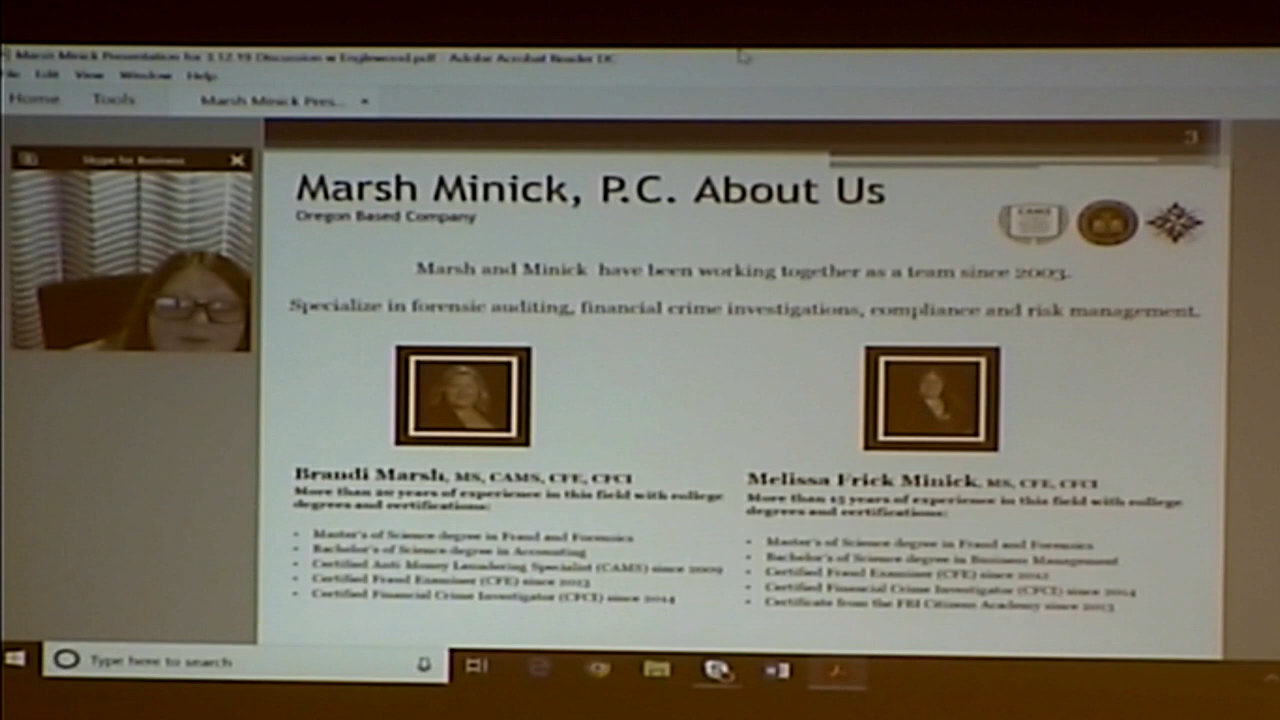 Marsh Minick Presentation for 3.12.19 Discussion w Englewood.pdf - Adobe Acrobat Reader DC
Edit View Window Help
Home Tools Marsh Minick Pres...
3
Skype for Business
Marsh Minick, P.C. About Us
Oregon Based Company
CAMS
Marsh and Minick have been working together as a team since 2003.
Specialize in forensic auditing, financial crime investigations, compliance and risk management.
Brandi Marsh, MS, CAMS, CFE, CFCI
More than 20 years of experience in this field with college
degrees and certifications:
• Master's of Science degree in Fraud and Forensics
• Bachelor's of Science degree in Accounting
• Certified Anti Money Laundering Specialist (CAMS) since 2009
• Certified Fraud Examiner (CFE) since 2013
• Certified Financial Crime Investigator (CFCI) since 2014
Melissa Frick Minick, MS, CFE, CFCI
More than 15 years of experience in this field with college
degrees and certifications:
• Master's of Science degree in Fraud and Forensics
• Bachelor's of Science degree in Business Management
• Certified Fraud Examiner (CFE) since 2012
• Certified Financial Crime Investigator (CFCI) since 2014
• Certificate from the FBI Citizens Academy since 2013
Type here to search